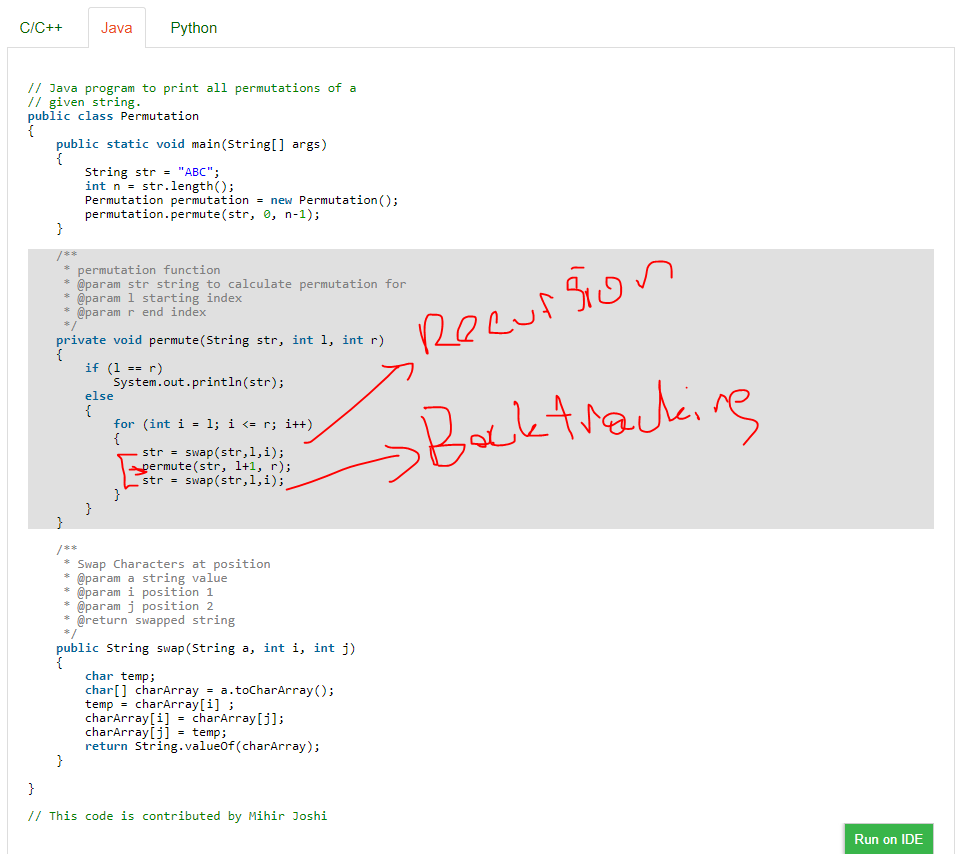 C/C++ Java Python
// Java program to print all permutations of a
// given string.
public class Permutation
{
public static void main(String[] args)
{
String str = "ABC";
int n = str.length();
Permutation permutation = new Permutation();
permutation.permute(str, 0, n-1);
}
/**
* permutation function
* @param str string to calculate permutation for
* @param l starting index
* @param r end index
*/
private void permute(String str, int l, int r)
{
if (l == r)
System.out.println(str);
else
{
for (int i = l; i <= r; i++)
{
str = swap(str,l,i);
permute(str, l+1, r);
str = swap(str,l,i);
}
}
}
Recursion
Backtracking
/**
* Swap Characters at position
* @param a string value
* @param i position 1
* @param j position 2
* @return swapped string
*/
public String swap(String a, int i, int j)
{
char temp;
char[] charArray = a.toCharArray();
temp = charArray[i] ;
charArray[i] = charArray[j];
charArray[j] = temp;
return String.valueOf(charArray);
}
}
// This code is contributed by Mihir Joshi
Run on IDE